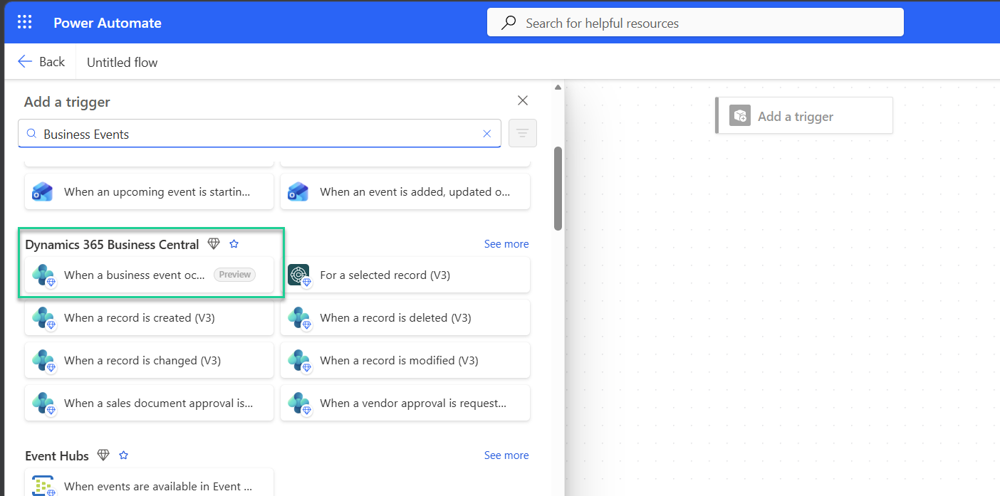 Power Automate
Search for helpful resources
Back
Untitled flow
Add a trigger
Add a trigger
Business Events
When an upcoming event is startin...
When an event is added, updated o...
Dynamics 365 Business Central
See more
When a business event oc...
Preview
For a selected record (V3)
When a record is created (V3)
When a record is deleted (V3)
When a record is changed (V3)
When a record is modified (V3)
When a sales document approval is...
When a vendor approval is request...
Event Hubs
See more
When events are available in Event ...